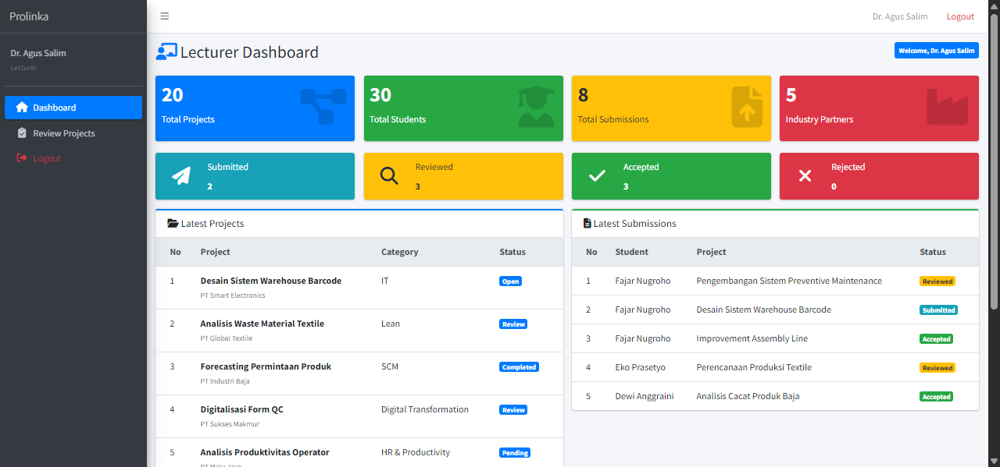 Prolinka
Dr. Agus Salim
Logout
Dr. Agus Salim
Lecturer
Dashboard
Review Projects
Logout
Lecturer Dashboard
Welcome, Dr. Agus Salim
20
Total Projects
30
Total Students
8
Total Submissions
5
Industry Partners
Submitted
2
Reviewed
3
Accepted
3
Rejected
0
Latest Projects
No Project Category Status
1 Desain Sistem Warehouse Barcode IT Open
PT Smart Electronics
2 Analisis Waste Material Textile Lean Review
PT Global Textile
3 Forecasting Permintaan Produk SCM Completed
PT Industri Baja
4 Digitalisasi Form QC Digital Transformation Review
PT Sukses Makmur
5 Analisis Produktivitas Operator HR & Productivity Pending
PT Maju Jaya
Latest Submissions
No Student Project Status
1 Fajar Nugroho Pengembangan Sistem Preventive Maintenance Reviewed
2 Fajar Nugroho Desain Sistem Warehouse Barcode Submitted
3 Fajar Nugroho Improvement Assembly Line Accepted
4 Eko Prasetyo Perencanaan Produksi Textile Reviewed
5 Dewi Anggraini Analisis Cacat Produk Baja Accepted